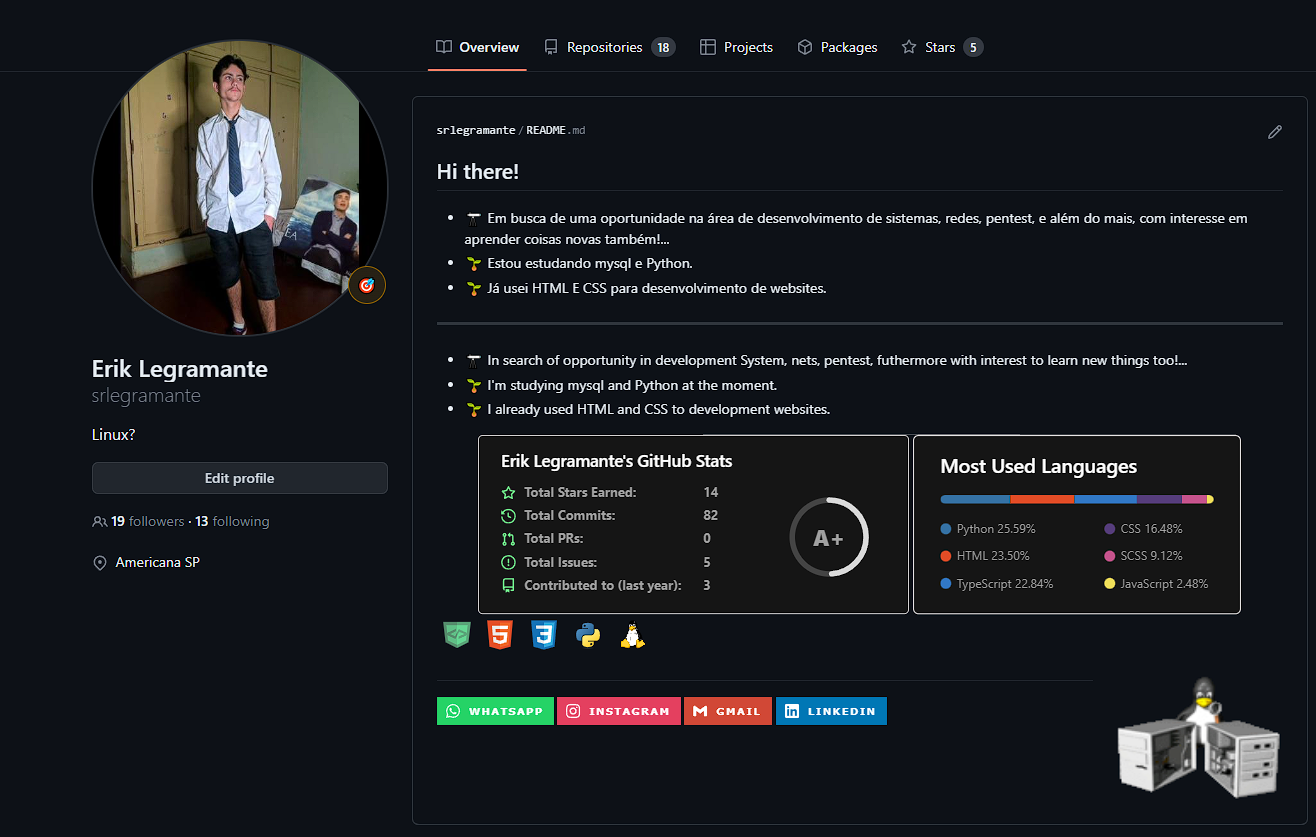 Overview
Repositories 18
Projects
Packages
Stars 5
srlegramante / README.md
Hi there!
Em busca de uma oportunidade na área de desenvolvimento de sistemas, redes, pentest, e além do mais, com interesse em
aprender coisas novas também!...
Estou estudando mysql e Python.
Já usei HTML E CSS para desenvolvimento de websites.
In search of opportunity in development System, nets, pentest, futhermore with interest to learn new things too!...
I'm studying mysql and Python at the moment.
I already used HTML and CSS to development websites.
Erik Legramante
srlegramante
Linux?
Edit profile
19 followers · 13 following
Americana SP
Erik Legramante's GitHub Stats
Total Stars Earned: 14
Total Commits: 82
Total PRs: 0
Total Issues: 5
Contributed to (last year): 3
A+
Most Used Languages
Python 25.59%
HTML 23.50%
TypeScript 22.84%
CSS 16.48%
SCSS 9.12%
JavaScript 2.48%
WHATSAPP
INSTAGRAM
GMAIL
LINKEDIN